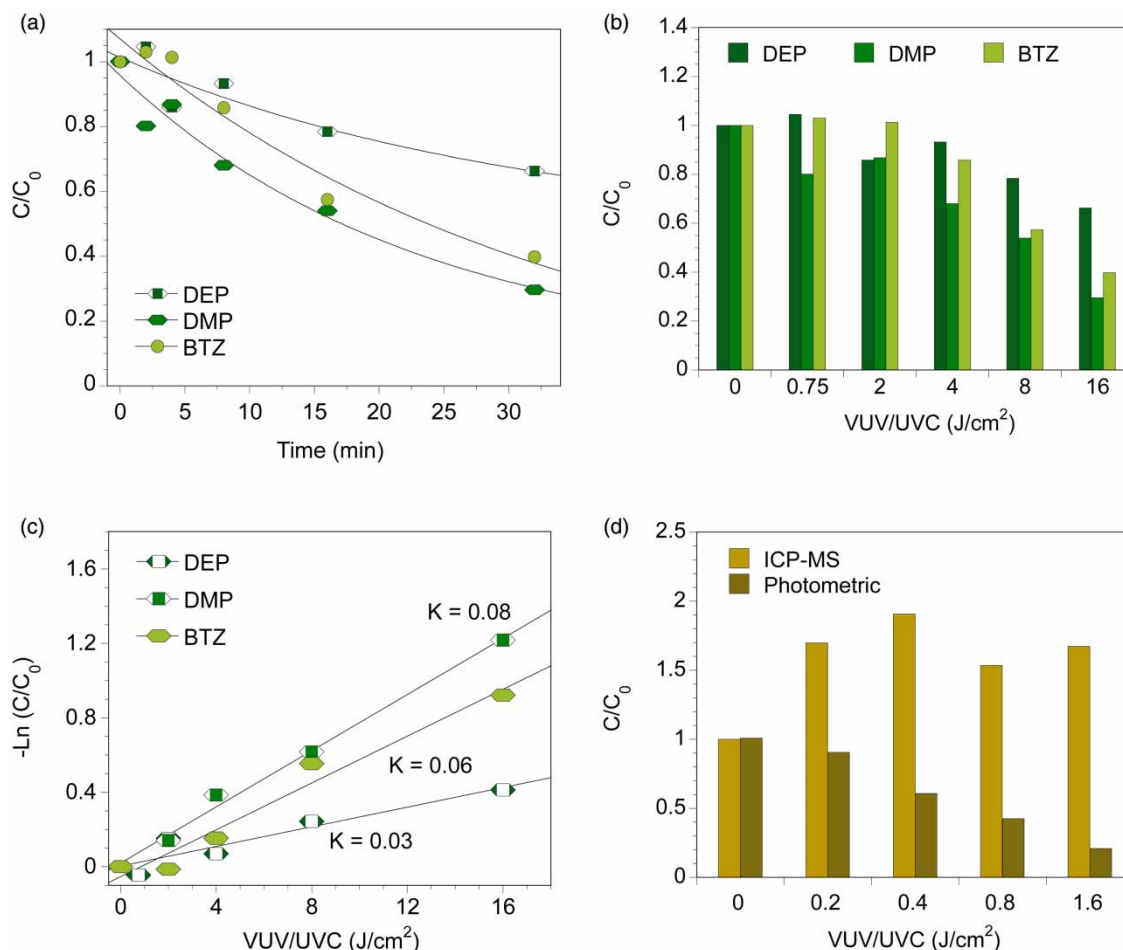 (a)
C/C0
1
0.8
0.6
0.4
0.2
0
DEP
DMP
BTZ
0 5 10 15 20 25 30
Time (min)
(b)
C/C0
1.4
1.2
1
0.8
0.6
0.4
0.2
0
DEP DMP BTZ
0 0.75 2 4 8 16
VUV/UVC (J/cm2)
(c)
-Ln (C/C0)
1.6
1.2
0.8
0.4
0
DEP
DMP
BTZ
K = 0.08
K = 0.06
K = 0.03
0 4 8 12 16
VUV/UVC (J/cm2)
(d)
C/C0
2.5
2
1.5
1
0.5
0
ICP-MS
Photometric
0 0.2 0.4 0.8 1.6
VUV/UVC (J/cm2)